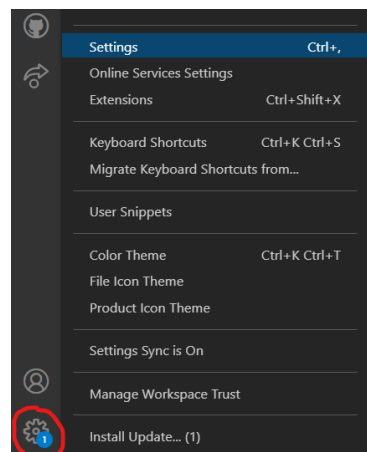 Settings Ctrl+,
Online Services Settings
Extensions Ctrl+Shift+X
Keyboard Shortcuts Ctrl+K Ctrl+S
Migrate Keyboard Shortcuts from...
User Snippets
Color Theme Ctrl+K Ctrl+T
File Icon Theme
Product Icon Theme
Settings Sync is On
Manage Workspace Trust
Install Update... (1)
1